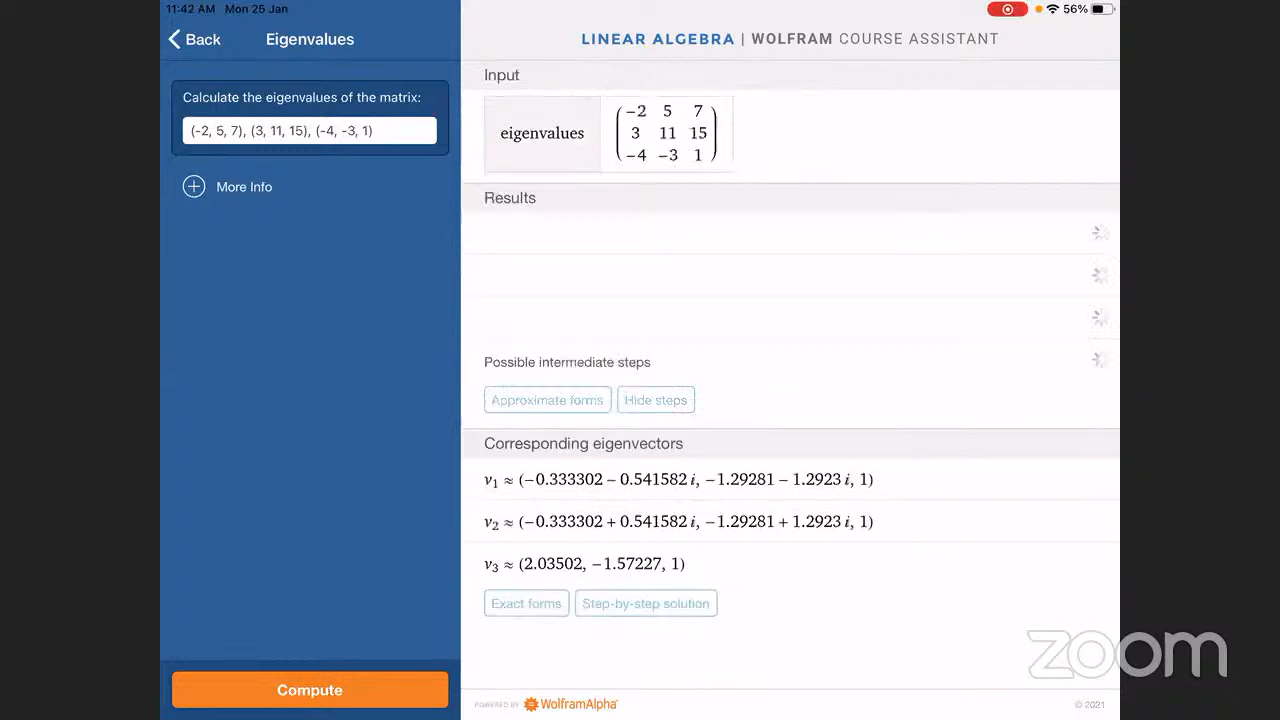 11:42 AM Mon 25 Jan
56%
Back
Eigenvalues
LINEAR ALGEBRA | WOLFRAM COURSE ASSISTANT
Calculate the eigenvalues of the matrix:
(-2, 5, 7), (3, 11, 15), (-4, -3, 1)
More Info
Input
eigenvalues
−2 5 7
3 11 15
−4 −3 1
Results
Possible intermediate steps
Approximate forms
Hide steps
Corresponding eigenvectors
v₁ ≈ (−0.333302 − 0.541582 i, −1.29281 − 1.2923 i, 1)
v₂ ≈ (−0.333302 + 0.541582 i, −1.29281 + 1.2923 i, 1)
v₃ ≈ (2.03502, −1.57227, 1)
Exact forms
Step-by-step solution
zoom
Compute
POWERED BY WolframAlpha
© 2021